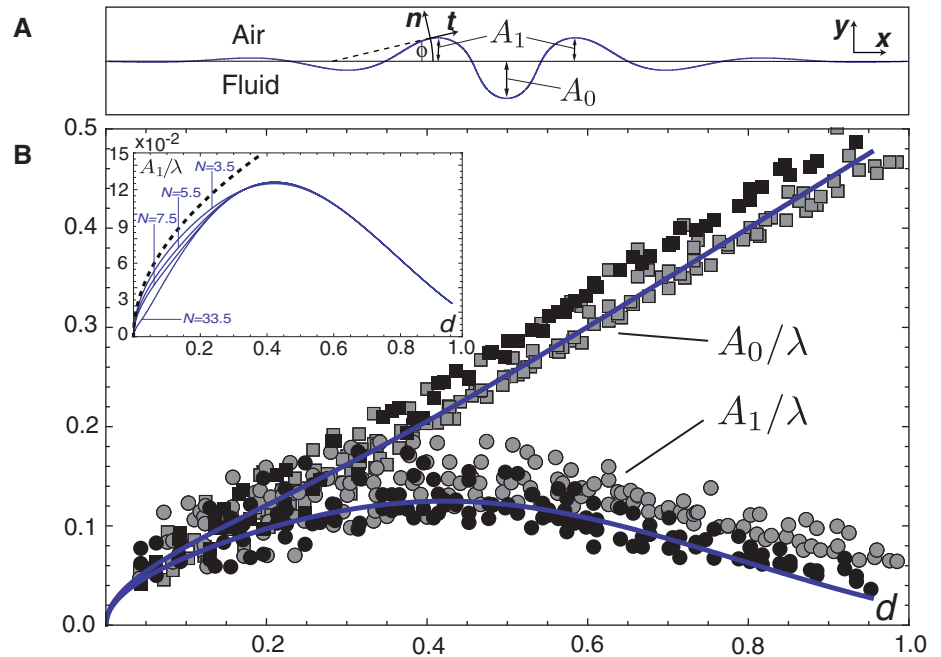 A
Air
Fluid
n
t
ϕ
A₁
A₀
y
x
B
0.5
0.4
0.3
0.2
0.1
0.0
x10⁻²
15
12
9
6
3
0
A₁/λ
N=3.5
N=5.5
N=7.5
N=33.5
d
0.2 0.4 0.6 0.8 1.0
A₀/λ
A₁/λ
d
0.2 0.4 0.6 0.8 1.0